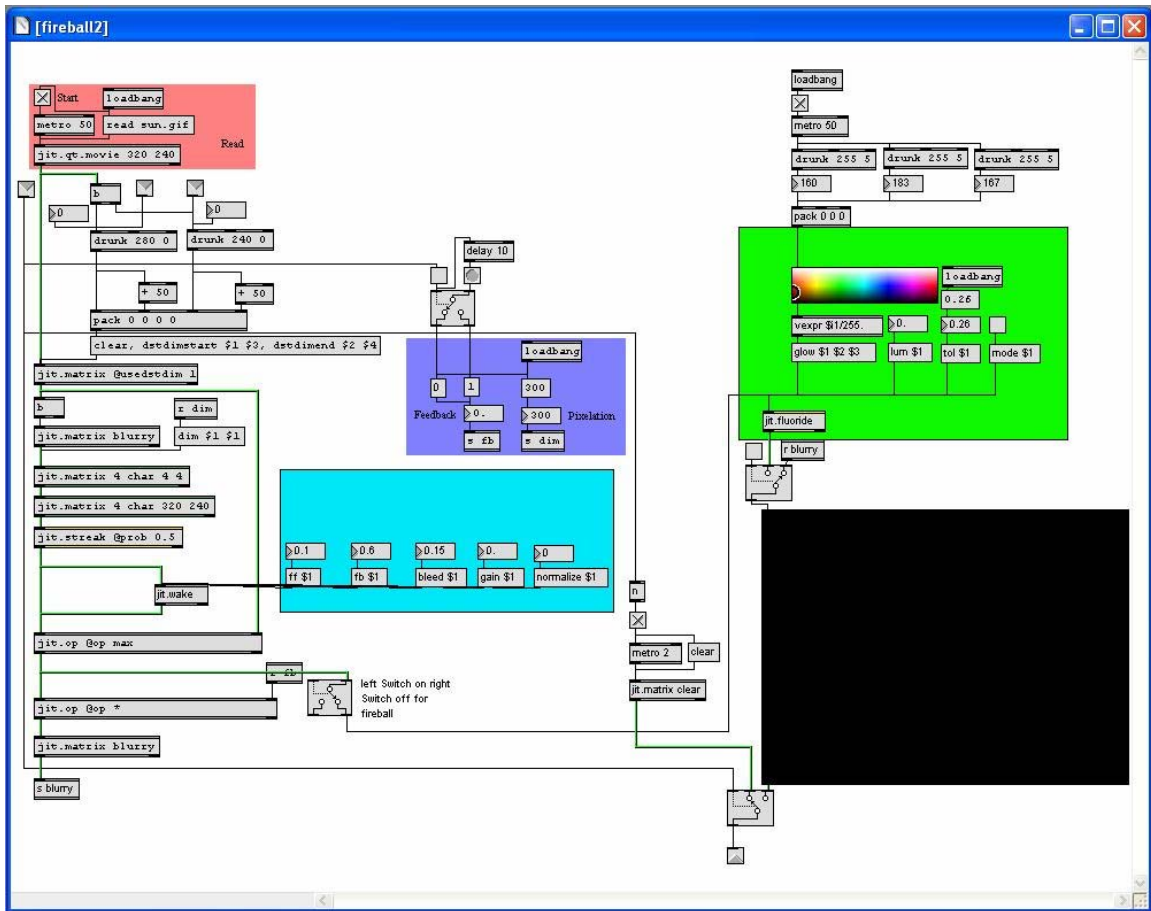 [fireball2]
Start
loadbang
metro 50
read sun.gif
Read
jit.qt.movie 320 240
b
0
0
drunk 280 0
drunk 240 0
+ 50
+ 50
pack 0 0 0 0
clear, dstdimstart $1 $3, dstdimend $2 $4
jit.matrix @usedstdim 1
b
r dim
jit.matrix blurry
dim $1 $1
jit.matrix 4 char 4 4
jit.matrix 4 char 320 240
jit.streak @prob 0.5
jit.wake
jit.op @op max
r fb
jit.op @op *
jit.matrix blurry
s blurry
left Switch on right
Switch off for
fireball
delay 10
loadbang
0
1
300
Feedback
0.
300
Pixelation
s fb
s dim
0.1
0.6
0.15
0.
0
ff $1
fb $1
bleed $1
gain $1
normalize $1
n
metro 2
clear
jit.matrix clear
loadbang
metro 50
drunk 255 5
drunk 255 5
drunk 255 5
160
183
167
pack 0 0 0
loadbang
0.26
vexpr $i1/255.
0.
0.26
glow $1 $2 $3
lum $1
tol $1
mode $1
jit.fluoride
r blurry